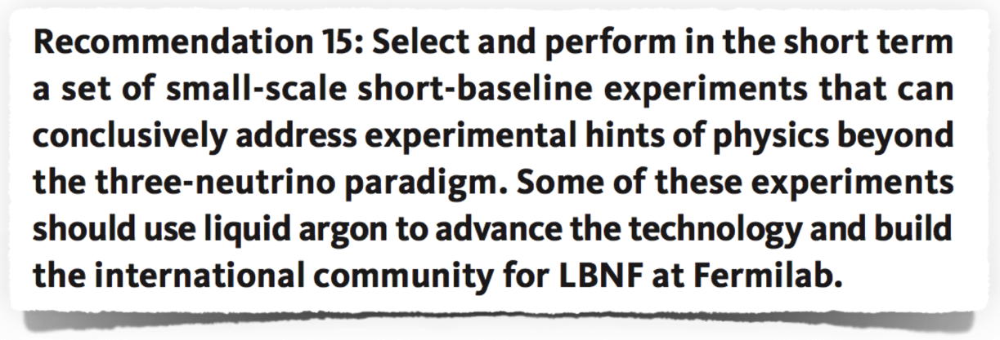 Recommendation 15: Select and perform in the short term
a set of small-scale short-baseline experiments that can
conclusively address experimental hints of physics beyond
the three-neutrino paradigm. Some of these experiments
should use liquid argon to advance the technology and build
the international community for LBNF at Fermilab.